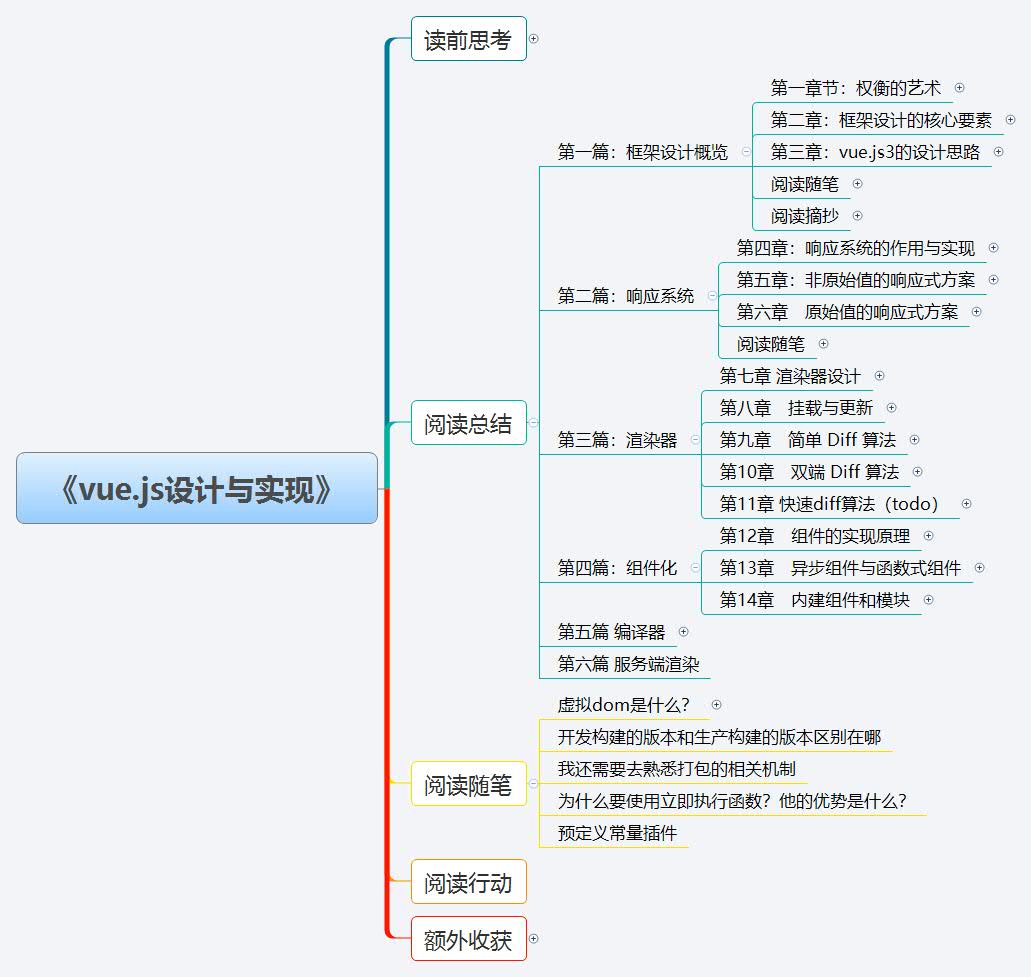 《vue.js设计与实现》
读前思考
阅读总结
第一篇：框架设计概览
第一章节：权衡的艺术
第二章：框架设计的核心要素
第三章：vue.js3的设计思路
阅读随笔
阅读摘抄
第二篇：响应系统
第四章：响应系统的作用与实现
第五章：非原始值的响应式方案
第六章　原始值的响应式方案
阅读随笔
第三篇：渲染器
第七章 渲染器设计
第八章　挂载与更新
第九章　简单 Diff 算法
第10章　双端 Diff 算法
第11章 快速diff算法（todo）
第四篇：组件化
第12章　组件的实现原理
第13章　异步组件与函数式组件
第14章　内建组件和模块
第五篇 编译器
第六篇 服务端渲染
阅读随笔
虚拟dom是什么？
开发构建的版本和生产构建的版本区别在哪
我还需要去熟悉打包的相关机制
为什么要使用立即执行函数？他的优势是什么？
预定义常量插件
阅读行动
额外收获